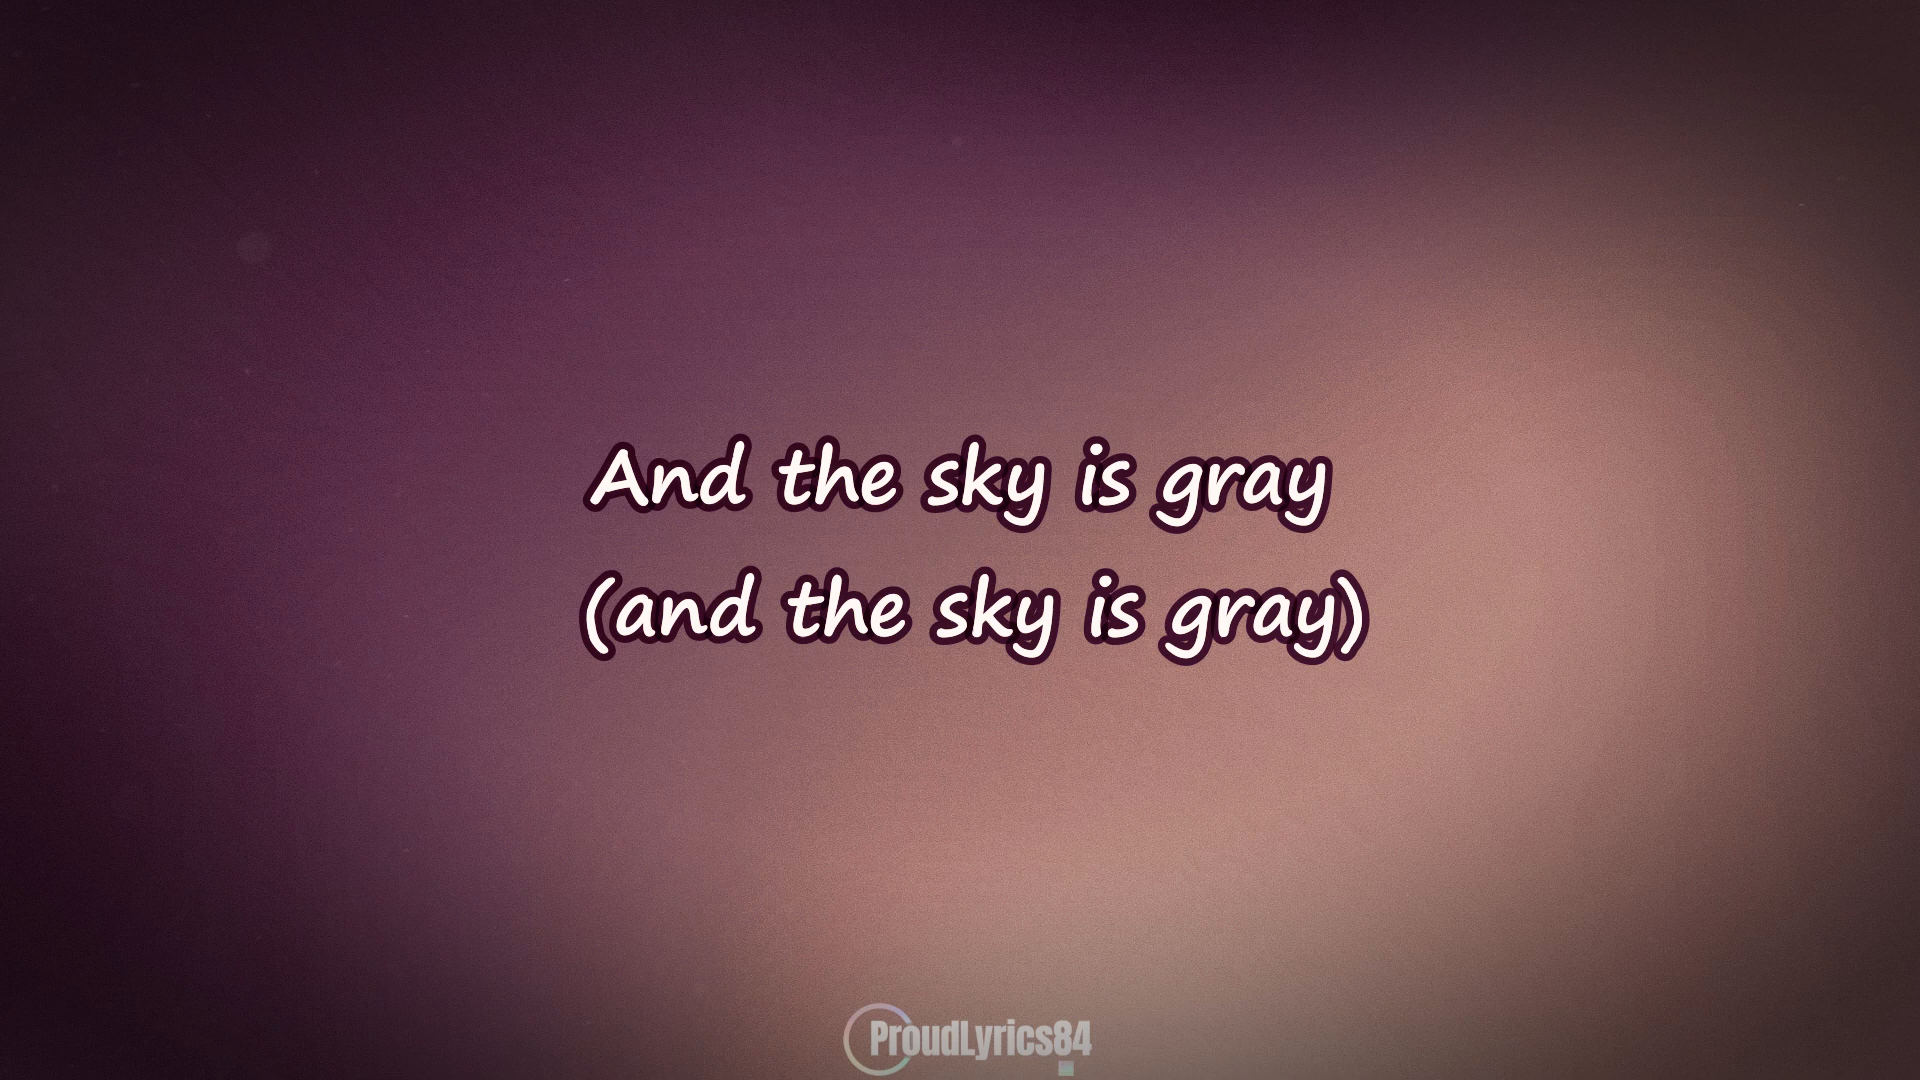 And the sky is gray
(and the sky is gray)
ProudLyrics84